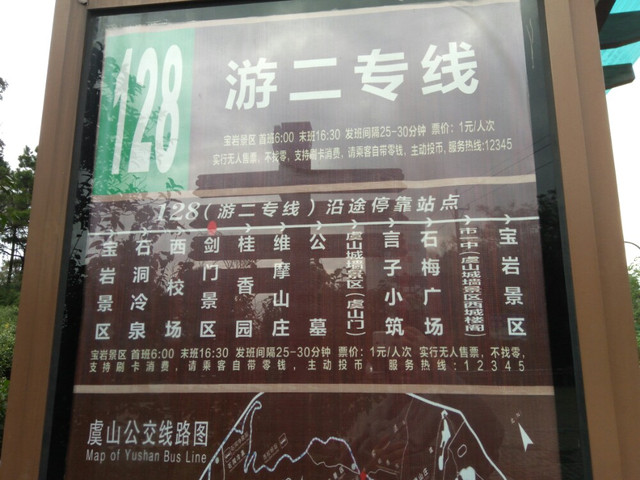 128
游二专线
宝岩景区 首班6:00 末班16:30 发班间隔25-30分钟 票价：1元/人次
实行无人售票，不找零，支持刷卡消费，请乘客自带零钱，主动投币，服务热线:12345
128(游二专线)沿途停靠站点
宝岩景区
石洞冷泉
西校场
剑门景区
桂香园
维摩山庄
公墓
虞山城墙景区(虞山门)
言子小筑
石梅广场
市一中(虞山城墙景区西城楼阁)
宝岩景区
宝岩景区 首班6:00 末班16:30 发班间隔25-30分钟 票价：1元/人次 实行无人售票，不找零，
支持刷卡消费，请乘客自带零钱，主动投币，服务热线:12345
虞山公交线路图
Map of Yushan Bus Line